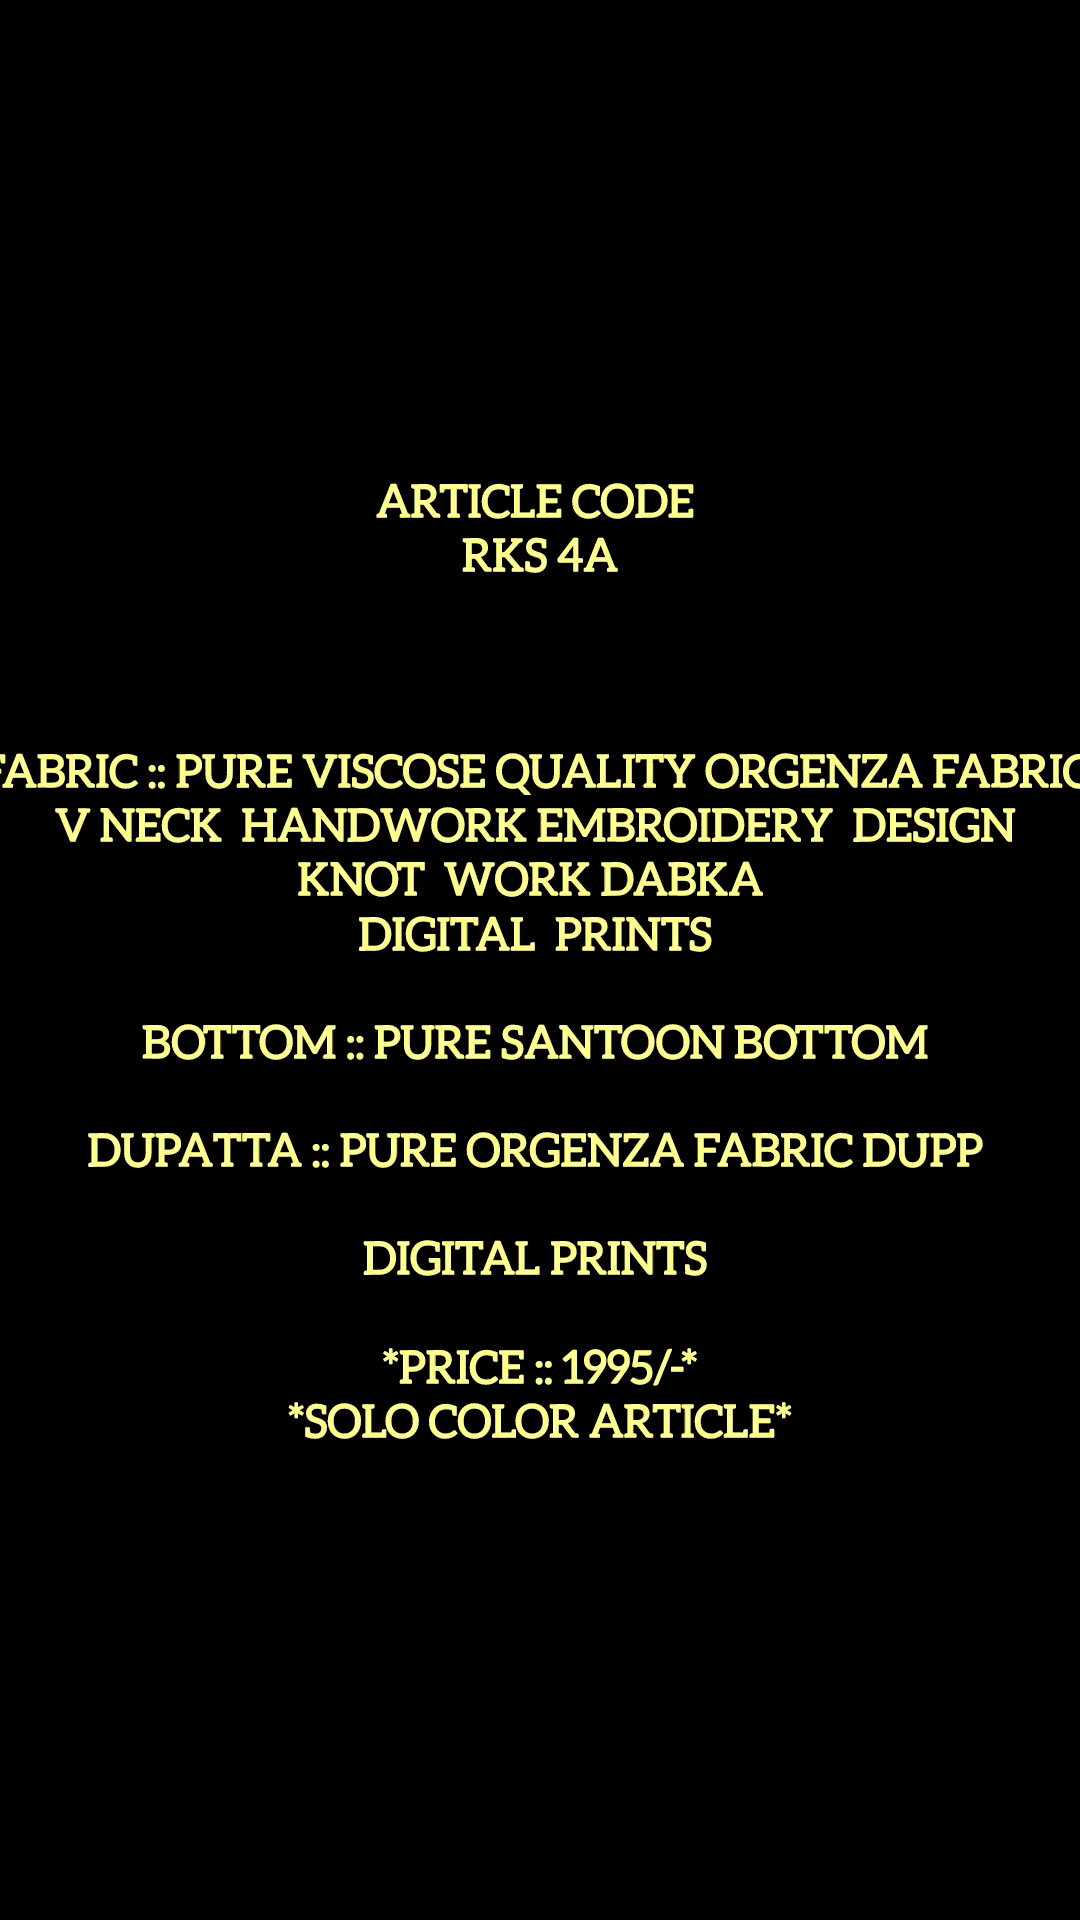 ARTICLE CODE
RKS 4A
FABRIC :: PURE VISCOSE QUALITY ORGENZA FABRIC
V NECK  HANDWORK EMBROIDERY  DESIGN
KNOT  WORK DABKA
DIGITAL  PRINTS
BOTTOM :: PURE SANTOON BOTTOM
DUPATTA :: PURE ORGENZA FABRIC DUPP
DIGITAL PRINTS
*PRICE :: 1995/-*
*SOLO COLOR ARTICLE*